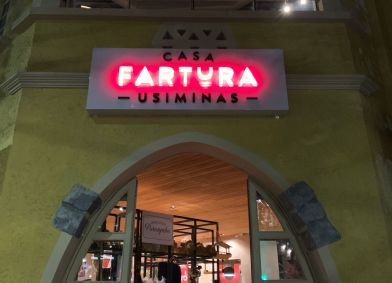 CASA
FARTURA
— USIMINAS —